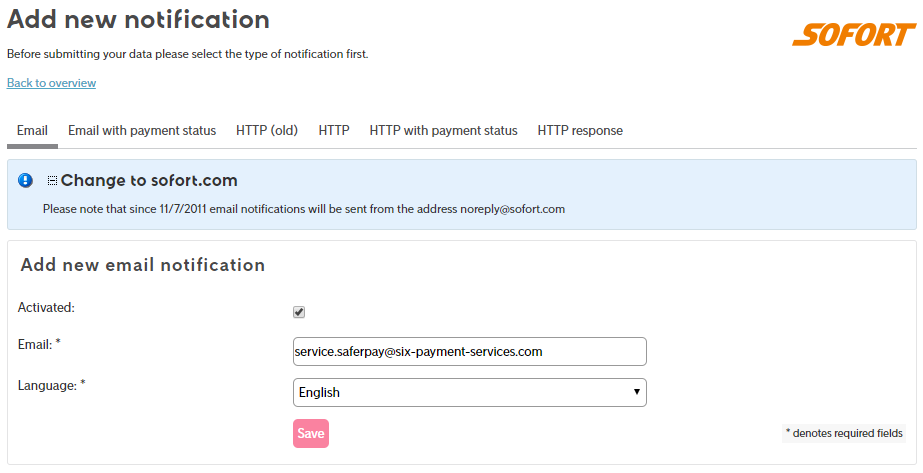 Add new notification
SOFORT
Before submitting your data please select the type of notification first.
Back to overview
Email Email with payment status HTTP (old) HTTP HTTP with payment status HTTP response
Change to sofort.com
Please note that since 11/7/2011 email notifications will be sent from the address noreply@sofort.com
Add new email notification
Activated:
Email: * service.saferpay@six-payment-services.com
Language: * English
Save
* denotes required fields